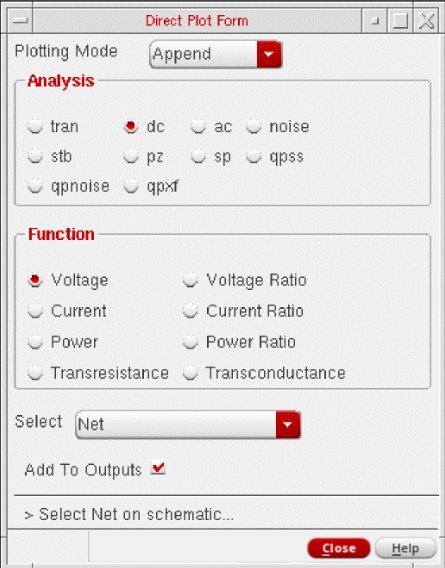 Direct Plot Form
Plotting Mode Append
Analysis
tran dc ac noise
stb pz sp qpss
qpnoise qpxf
Function
Voltage Voltage Ratio
Current Current Ratio
Power Power Ratio
Transresistance Transconductance
Select Net
Add To Outputs
> Select Net on schematic...
Close Help